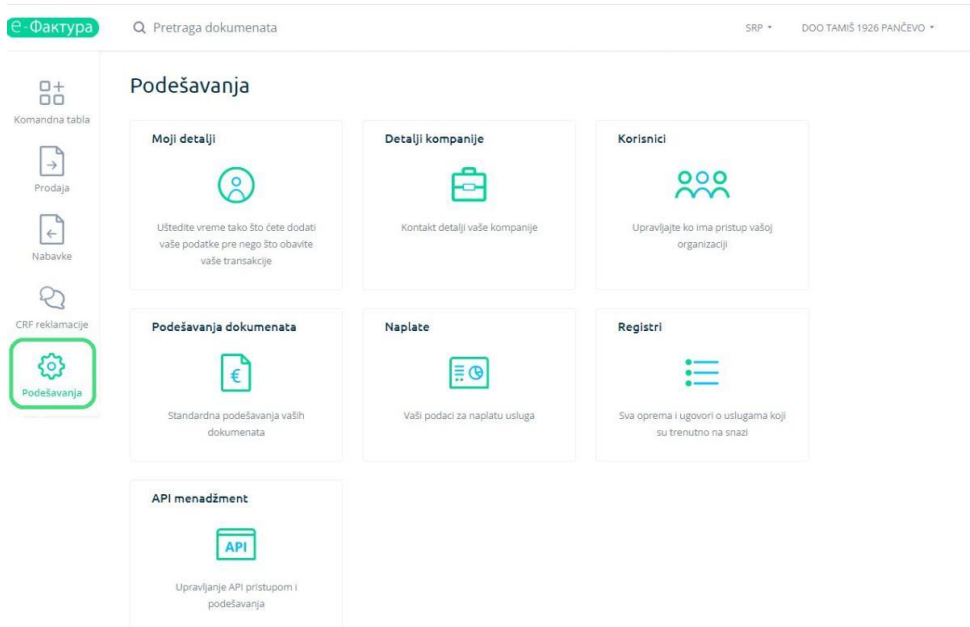 е-Фактура
Pretraga dokumenata
SRP
DOO TAMIŠ 1926 PANČEVO
Komandna tabla
Prodaja
Nabavke
CRF reklamacije
Podešavanja
Podešavanja
Moji detalji
Uštedite vreme tako što ćete dodati
vaše podatke pre nego što obavite
vaše transakcije
Detalji kompanije
Kontakt detalji vaše kompanije
Korisnici
Upravljajte ko ima pristup vašoj
organizaciji
Podešavanja dokumenata
€
Standardna podešavanja vaših
dokumenata
Naplate
Vaši podaci za naplatu usluga
Registri
Sva oprema i ugovori o uslugama koji
su trenutno na snazi
API menadžment
API
Upravljanje API pristupom i
podešavanja